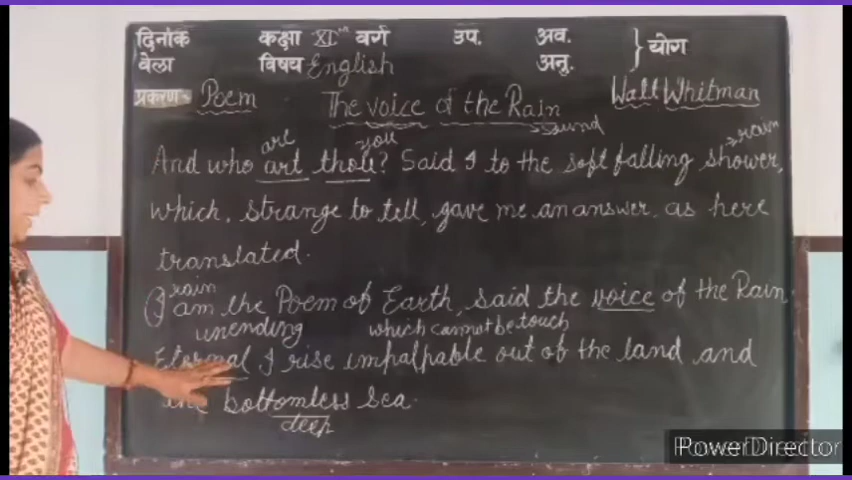 दिनांक कक्षा XI th वर्ग उप. अव. योग
वेला विषय English अनु.
प्रकरण Poem The voice of the Rain Walt Whitman
sound
are you rain
And who art thou? Said I to the soft falling shower,
which, strange to tell, gave me an answer, as here
translated.
rain
I am the Poem of Earth, said the voice of the Rain
unending which cannot be touch
Eternal I rise impalpable out of the land and
the bottomless sea.
deep
PowerDirector